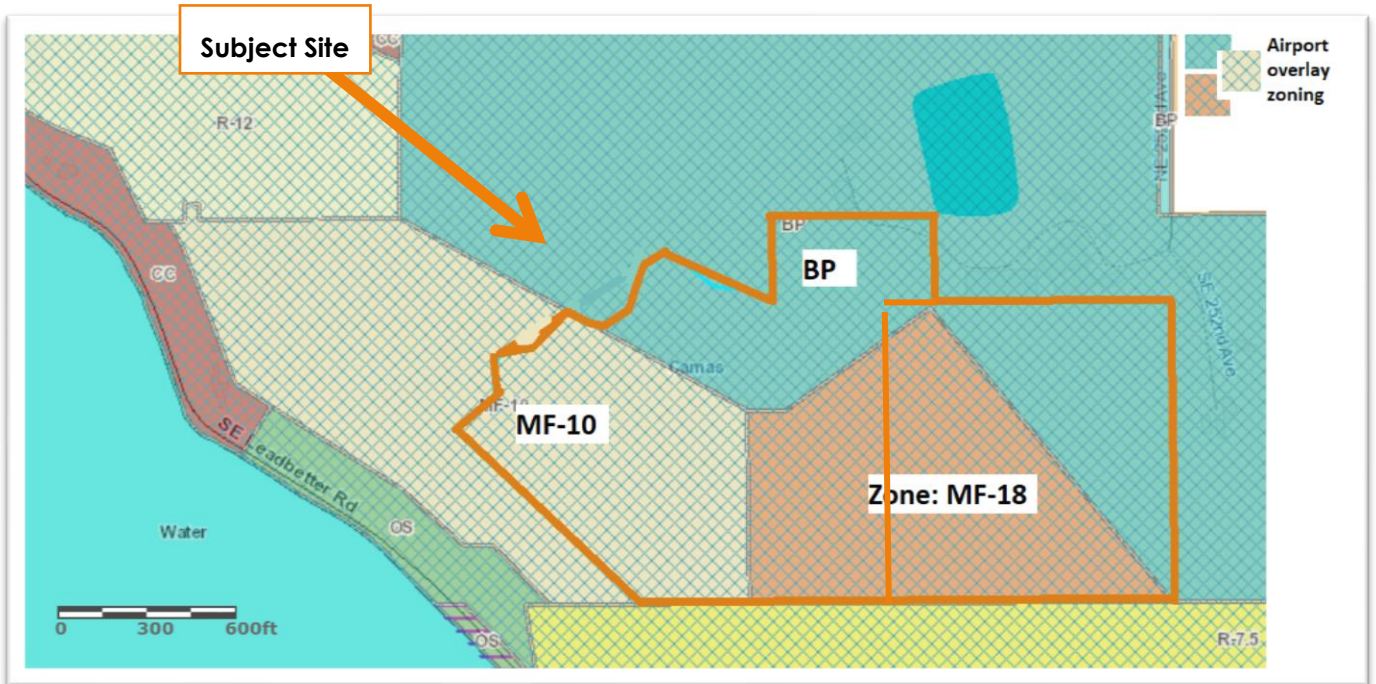 Subject Site
CC
Airport
overlay
zoning
R-12
BP
BP
BP
CC
Camas
SE 252nd Ave
MF-10
SE Leadbetter Rd
Zone: MF-18
Water
OS
0 300 600ft
OS
R-7.5